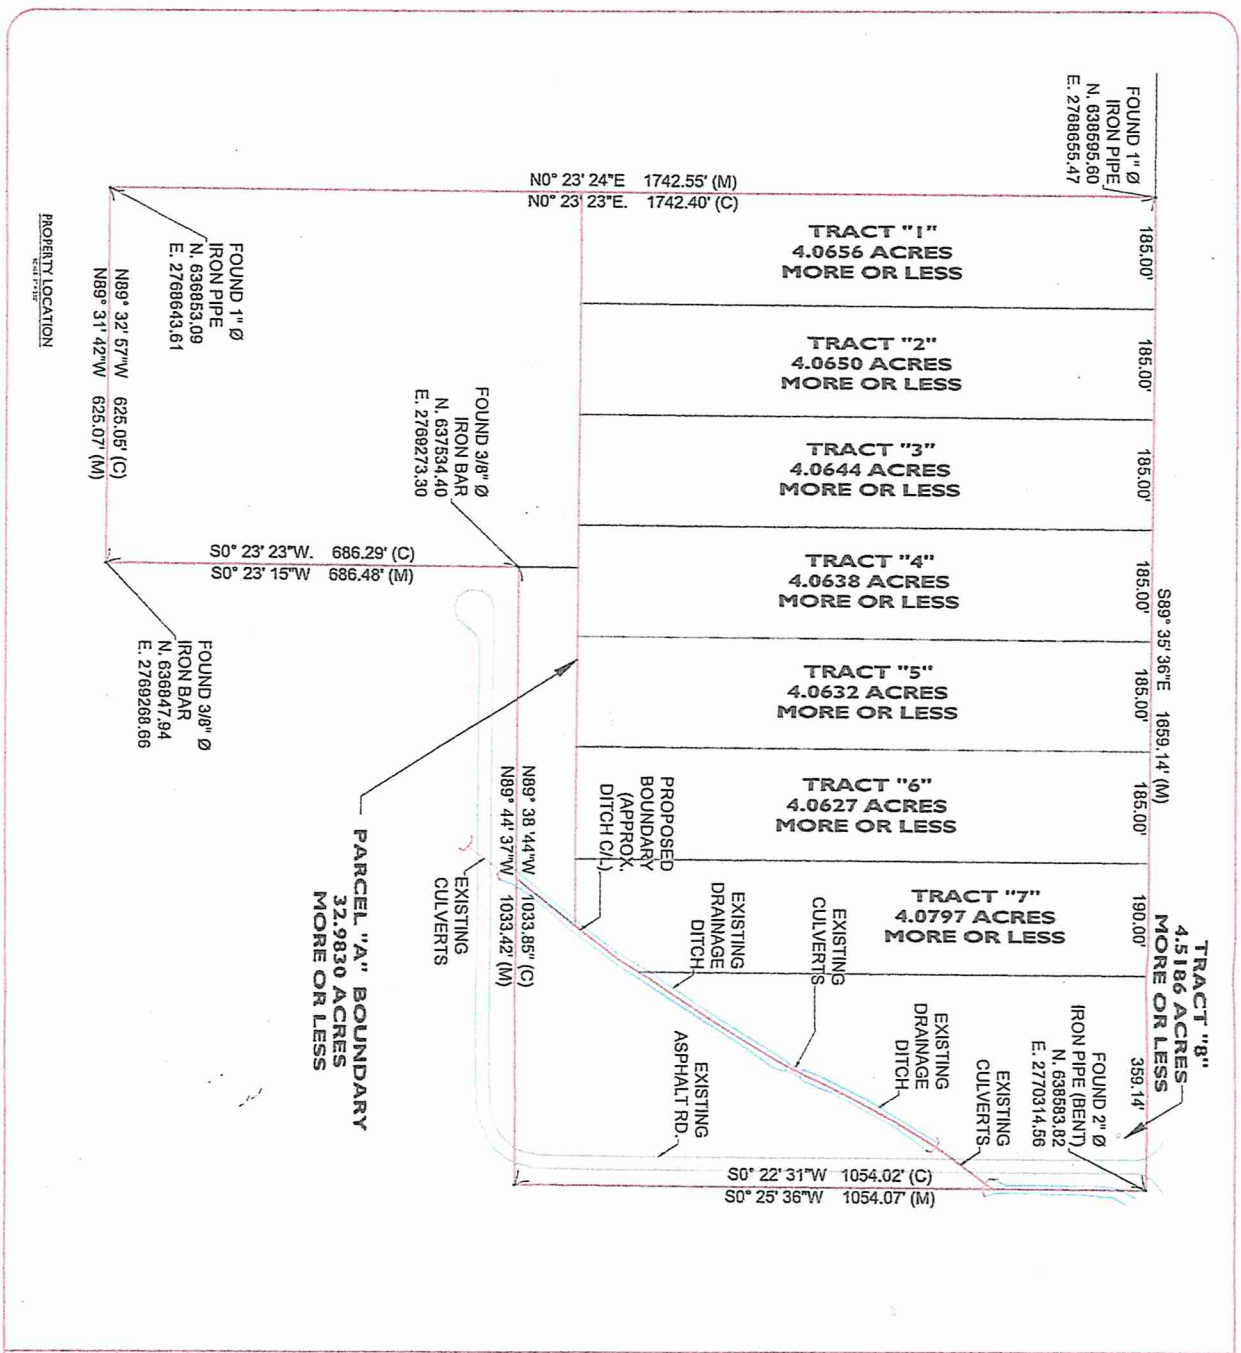 FOUND 1" Ø
IRON PIPE
N. 638595.60
E. 2768655.47
N0° 23' 24"E 1742.55' (M)
N0° 23' 23"E. 1742.40' (C)
185.00'
185.00'
185.00'
185.00'
185.00'
185.00'
190.00'
359.14'
S89° 35' 36"E 1659.14' (M)
TRACT "1"
4.0656 ACRES
MORE OR LESS
TRACT "2"
4.0650 ACRES
MORE OR LESS
TRACT "3"
4.0644 ACRES
MORE OR LESS
TRACT "4"
4.0638 ACRES
MORE OR LESS
TRACT "5"
4.0632 ACRES
MORE OR LESS
TRACT "6"
4.0627 ACRES
MORE OR LESS
TRACT "7"
4.0797 ACRES
MORE OR LESS
TRACT "8"
4.5186 ACRES
MORE OR LESS
FOUND 2" Ø
IRON PIPE (BENT)
N. 638583.82
E. 2770314.56
EXISTING
CULVERTS
EXISTING
DRAINAGE
DITCH
EXISTING
CULVERTS
EXISTING
DRAINAGE
DITCH
PROPOSED
BOUNDARY
(APPROX.
DITCH C/L)
EXISTING
ASPHALT RD.
S0° 22' 31"W 1054.02' (C)
S0° 25' 36"W 1054.07' (M)
N89° 38' 44"W 1033.85' (C)
N89° 44' 37"W 1033.42' (M)
EXISTING
CULVERTS
PARCEL "A" BOUNDARY
32.9830 ACRES
MORE OR LESS
FOUND 3/8" Ø
IRON BAR
N. 637534.40
E. 2769273.30
S0° 23' 23"W. 686.29' (C)
S0° 23' 15"W 686.48' (M)
FOUND 3/8" Ø
IRON BAR
N. 636847.94
E. 2769268.66
FOUND 1" Ø
IRON PIPE
N. 636853.09
E. 2768643.61
N89° 32' 57"W 625.05' (C)
N89° 31' 42"W 625.07' (M)
PROPERTY LOCATION